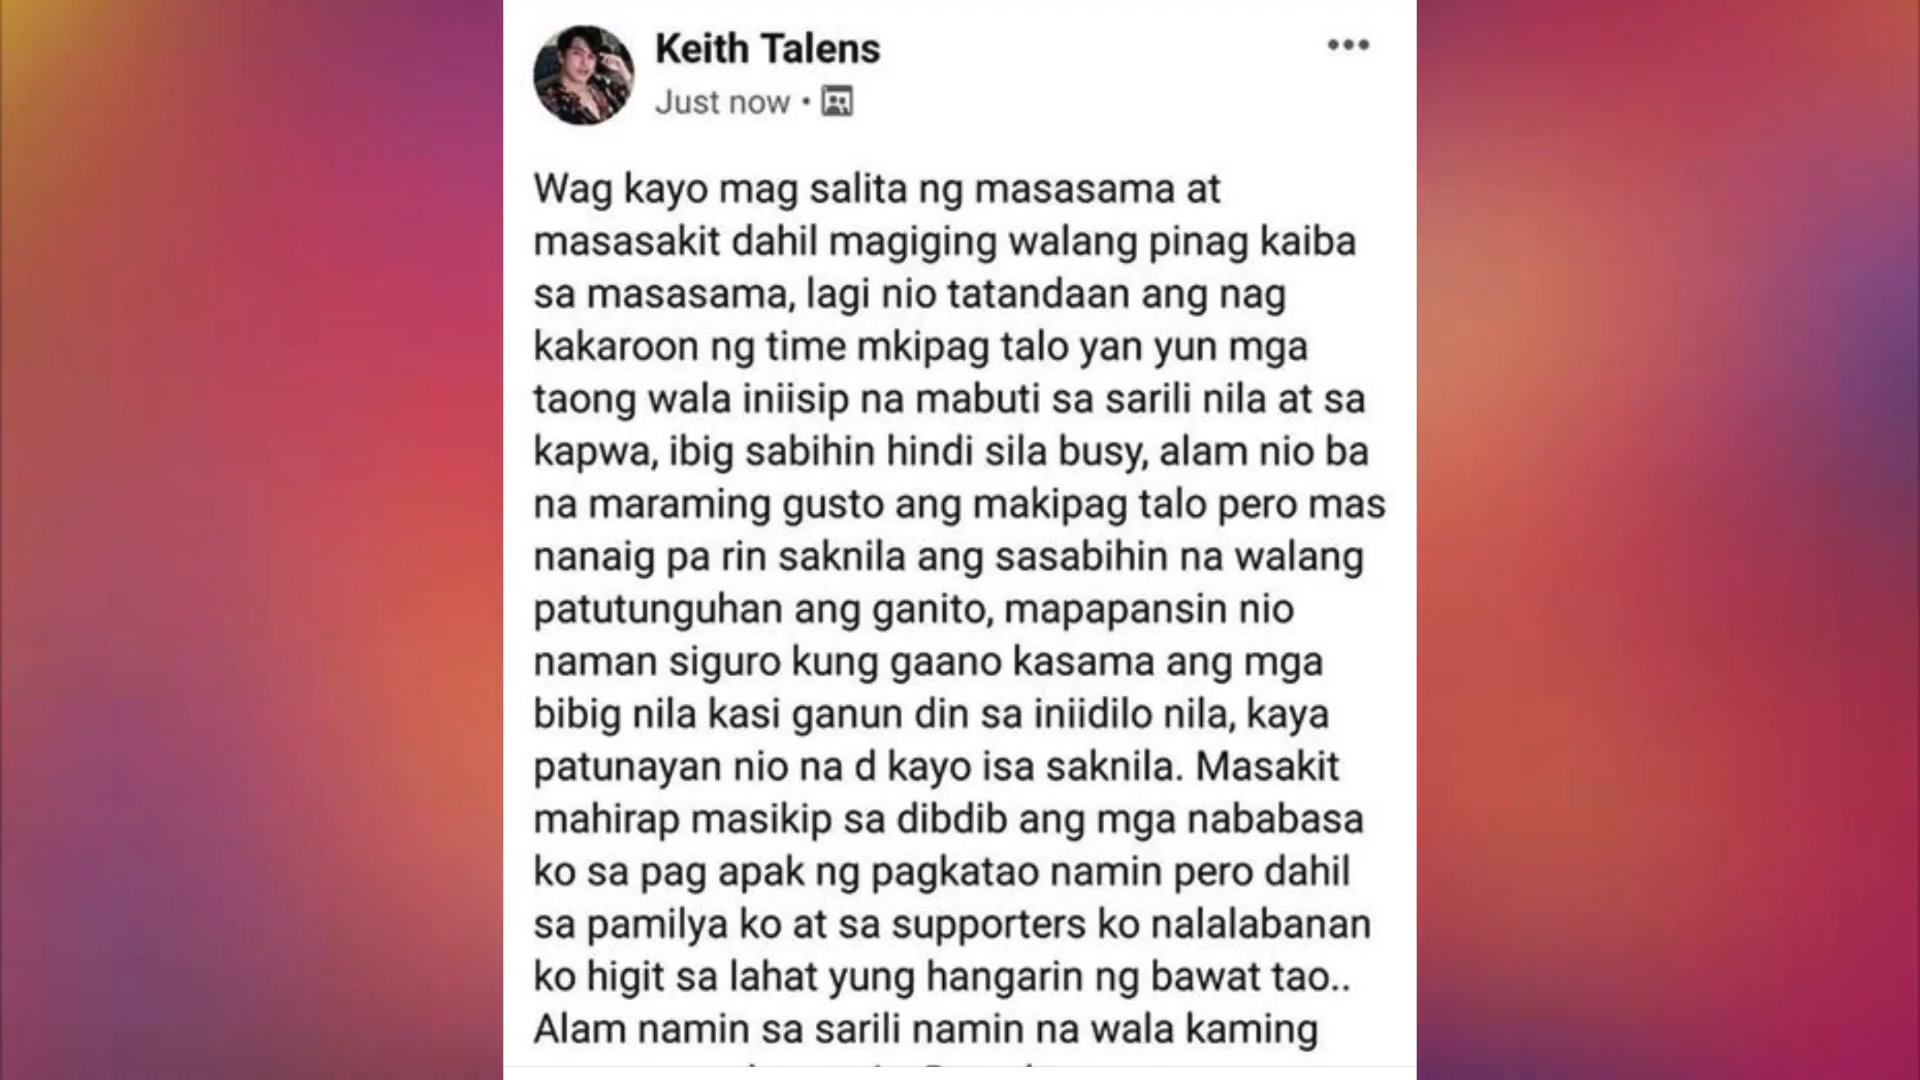 Keith Talens
Just now •
Wag kayo mag salita ng masasama at
masasakit dahil magiging walang pinag kaiba
sa masasama, lagi nio tatandaan ang nag
kakaroon ng time mkipag talo yan yun mga
taong wala iniisip na mabuti sa sarili nila at sa
kapwa, ibig sabihin hindi sila busy, alam nio ba
na maraming gusto ang makipag talo pero mas
nanaig pa rin saknila ang sasabihin na walang
patutunguhan ang ganito, mapapansin nio
naman siguro kung gaano kasama ang mga
bibig nila kasi ganun din sa iniidilo nila, kaya
patunayan nio na d kayo isa saknila. Masakit
mahirap masikip sa dibdib ang mga nababasa
ko sa pag apak ng pagkatao namin pero dahil
sa pamilya ko at sa supporters ko nalalabanan
ko higit sa lahat yung hangarin ng bawat tao..
Alam namin sa sarili namin na wala kaming